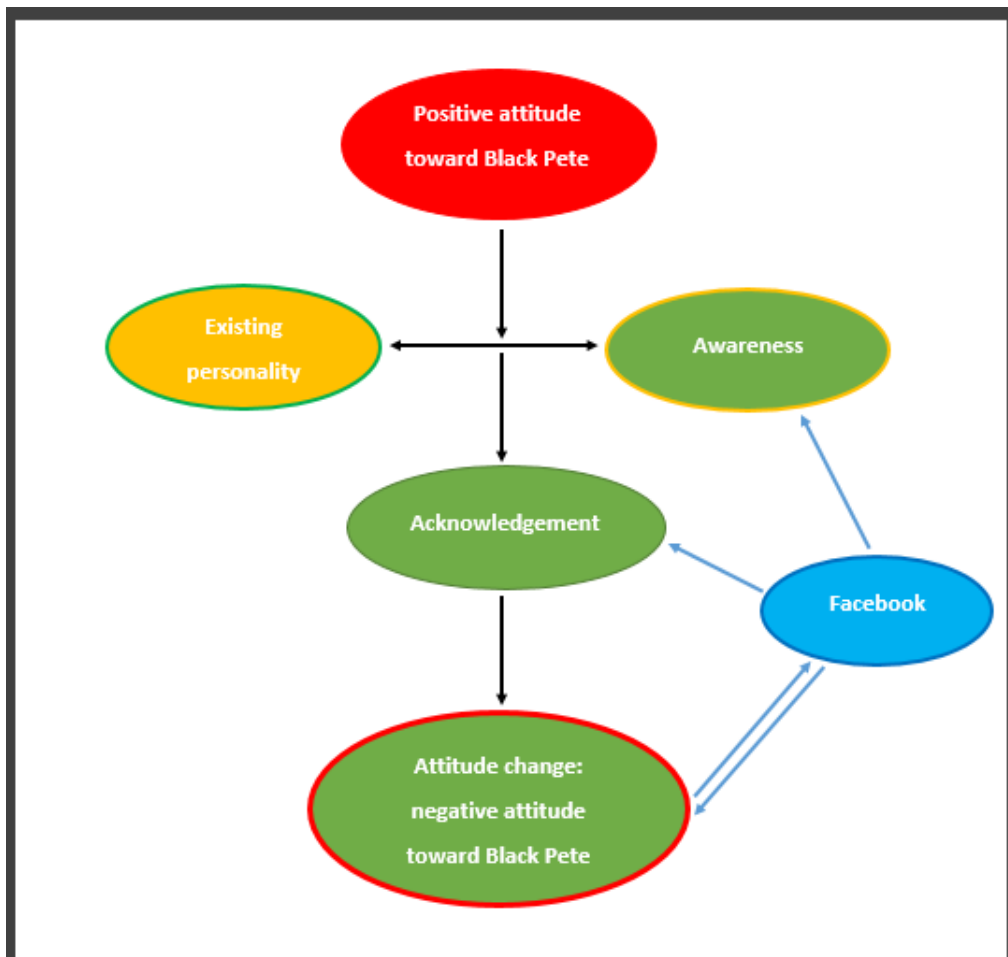 Positive attitude
toward Black Pete
Existing
personality
Awareness
Acknowledgement
Facebook
Attitude change:
negative attitude
toward Black Pete